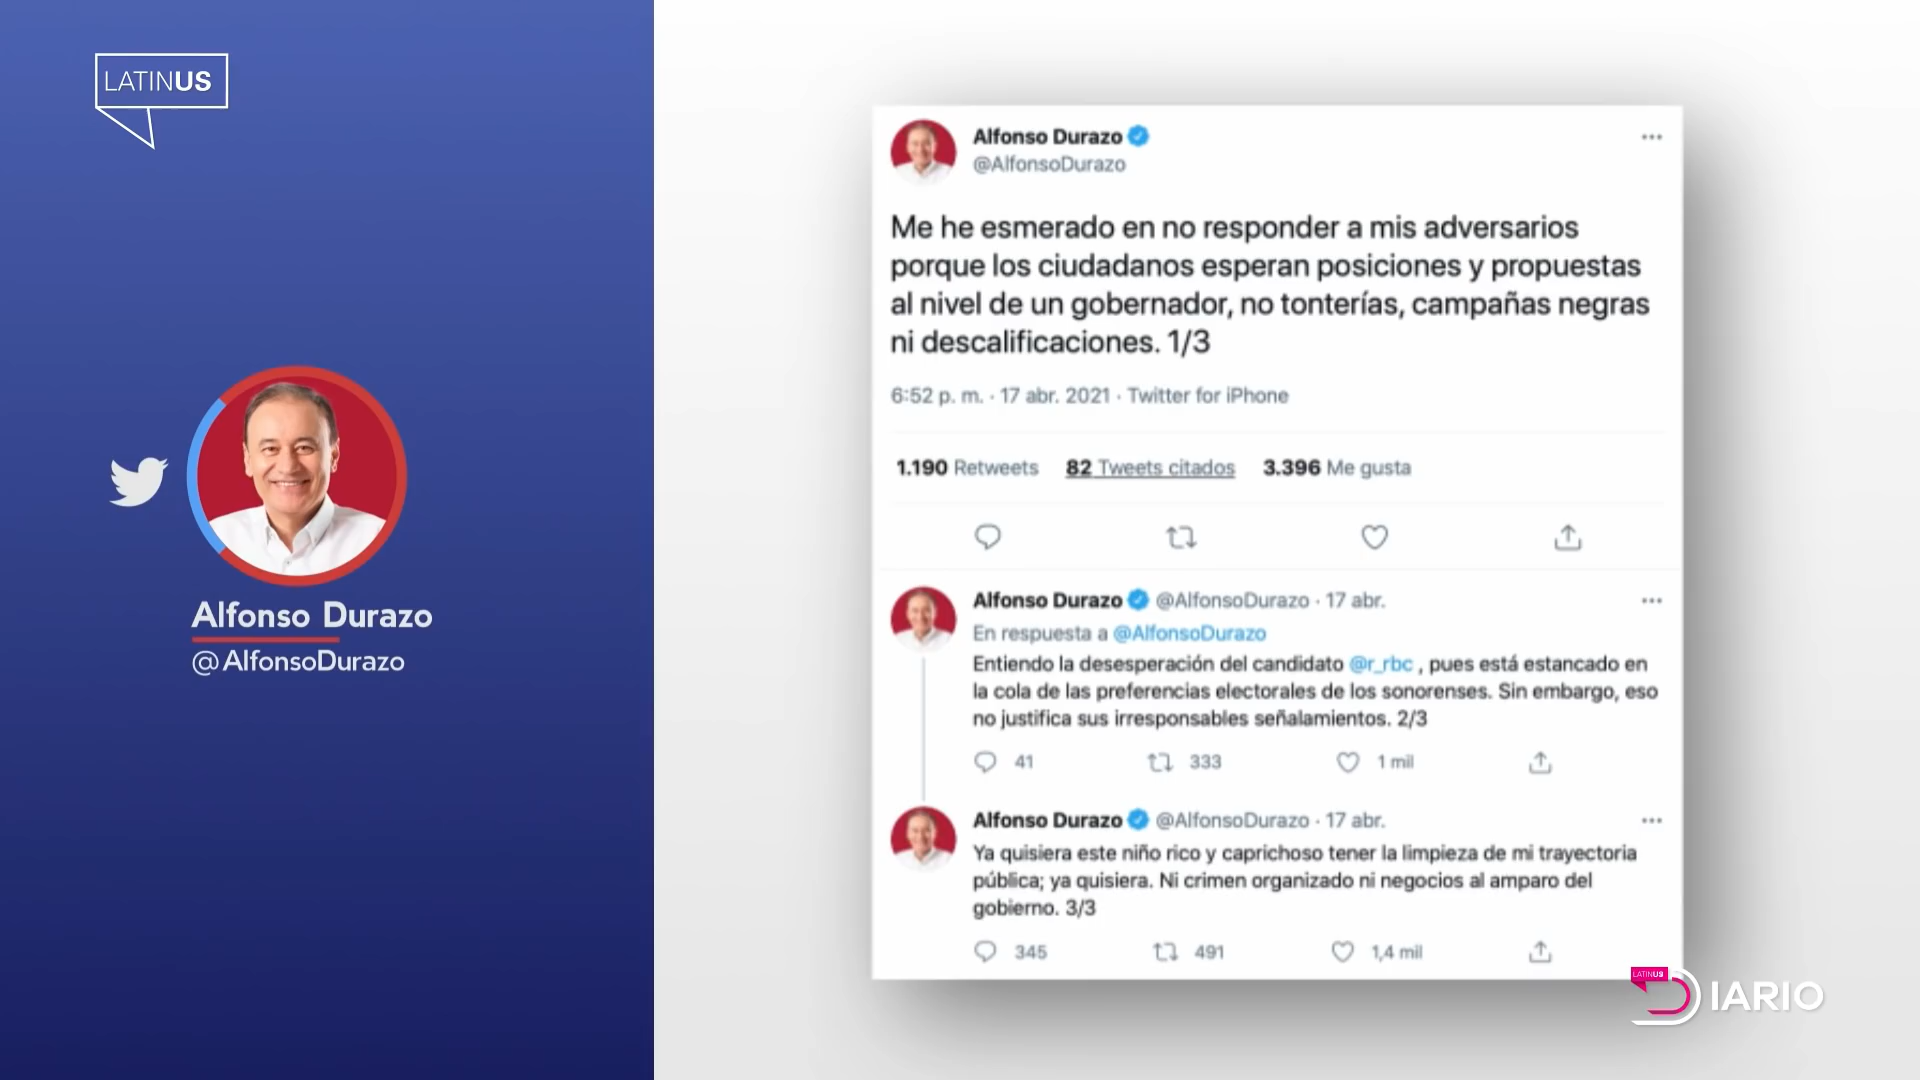 LATINUS
Alfonso Durazo
@AlfonsoDurazo
Alfonso Durazo
@AlfonsoDurazo
Me he esmerado en no responder a mis adversarios
porque los ciudadanos esperan posiciones y propuestas
al nivel de un gobernador, no tonterías, campañas negras
ni descalificaciones. 1/3
6:52 p. m. · 17 abr. 2021 · Twitter for iPhone
1.190 Retweets 82 Tweets citados 3.396 Me gusta
Alfonso Durazo @AlfonsoDurazo · 17 abr.
En respuesta a @AlfonsoDurazo
Entiendo la desesperación del candidato @r_rbc , pues está estancado en
la cola de las preferencias electorales de los sonorenses. Sin embargo, eso
no justifica sus irresponsables señalamientos. 2/3
41 333 1 mil
Alfonso Durazo @AlfonsoDurazo · 17 abr.
Ya quisiera este niño rico y caprichoso tener la limpieza de mi trayectoria
pública; ya quisiera. Ni crimen organizado ni negocios al amparo del
gobierno. 3/3
345 491 1,4 mil
LATINUS
DIARIO